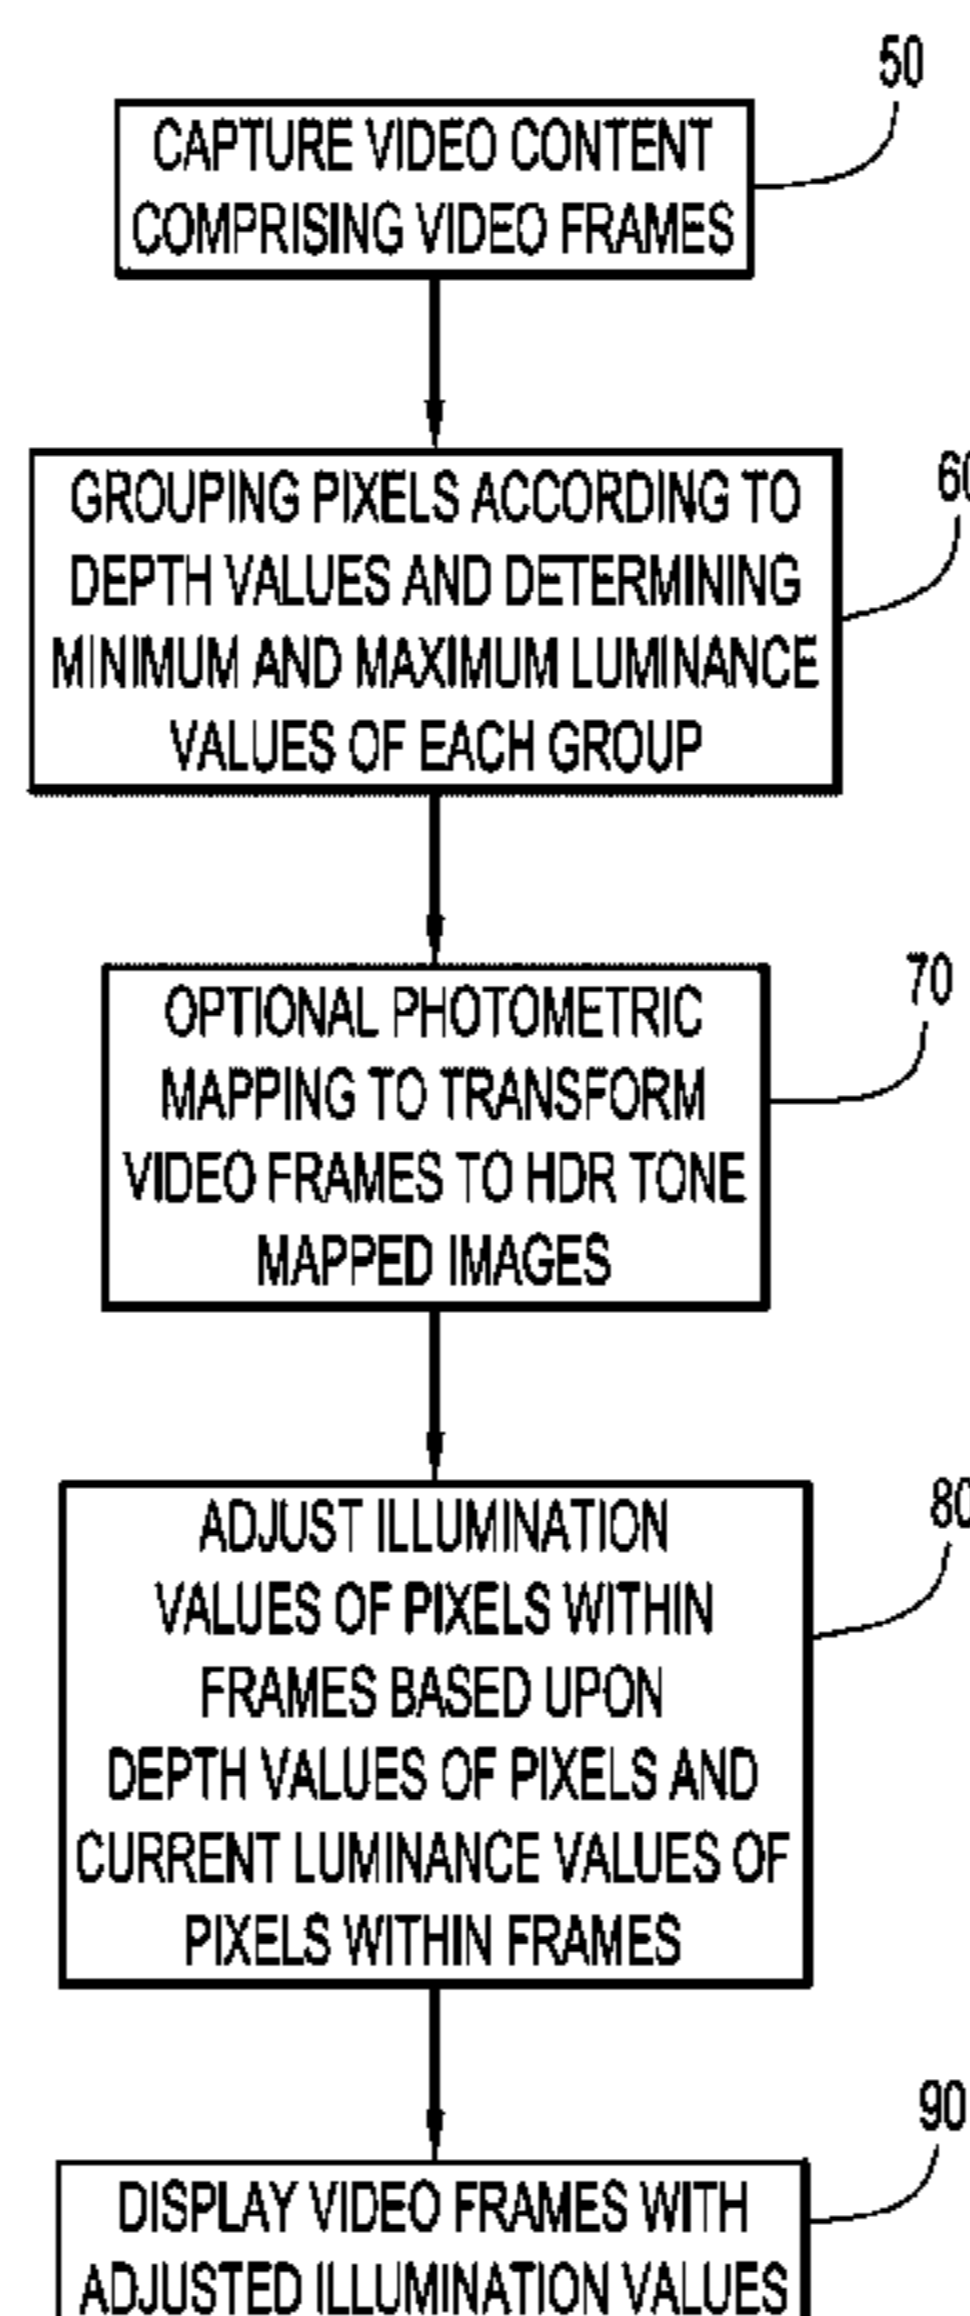 50
CAPTURE VIDEO CONTENT
COMPRISING VIDEO FRAMES
60
GROUPING PIXELS ACCORDING TO
DEPTH VALUES AND DETERMINING
MINIMUM AND MAXIMUM LUMINANCE
VALUES OF EACH GROUP
70
OPTIONAL PHOTOMETRIC
MAPPING TO TRANSFORM
VIDEO FRAMES TO HDR TONE
MAPPED IMAGES
80
ADJUST ILLUMINATION
VALUES OF PIXELS WITHIN
FRAMES BASED UPON
DEPTH VALUES OF PIXELS AND
CURRENT LUMINANCE VALUES OF
PIXELS WITHIN FRAMES
90
DISPLAY VIDEO FRAMES WITH
ADJUSTED ILLUMINATION VALUES